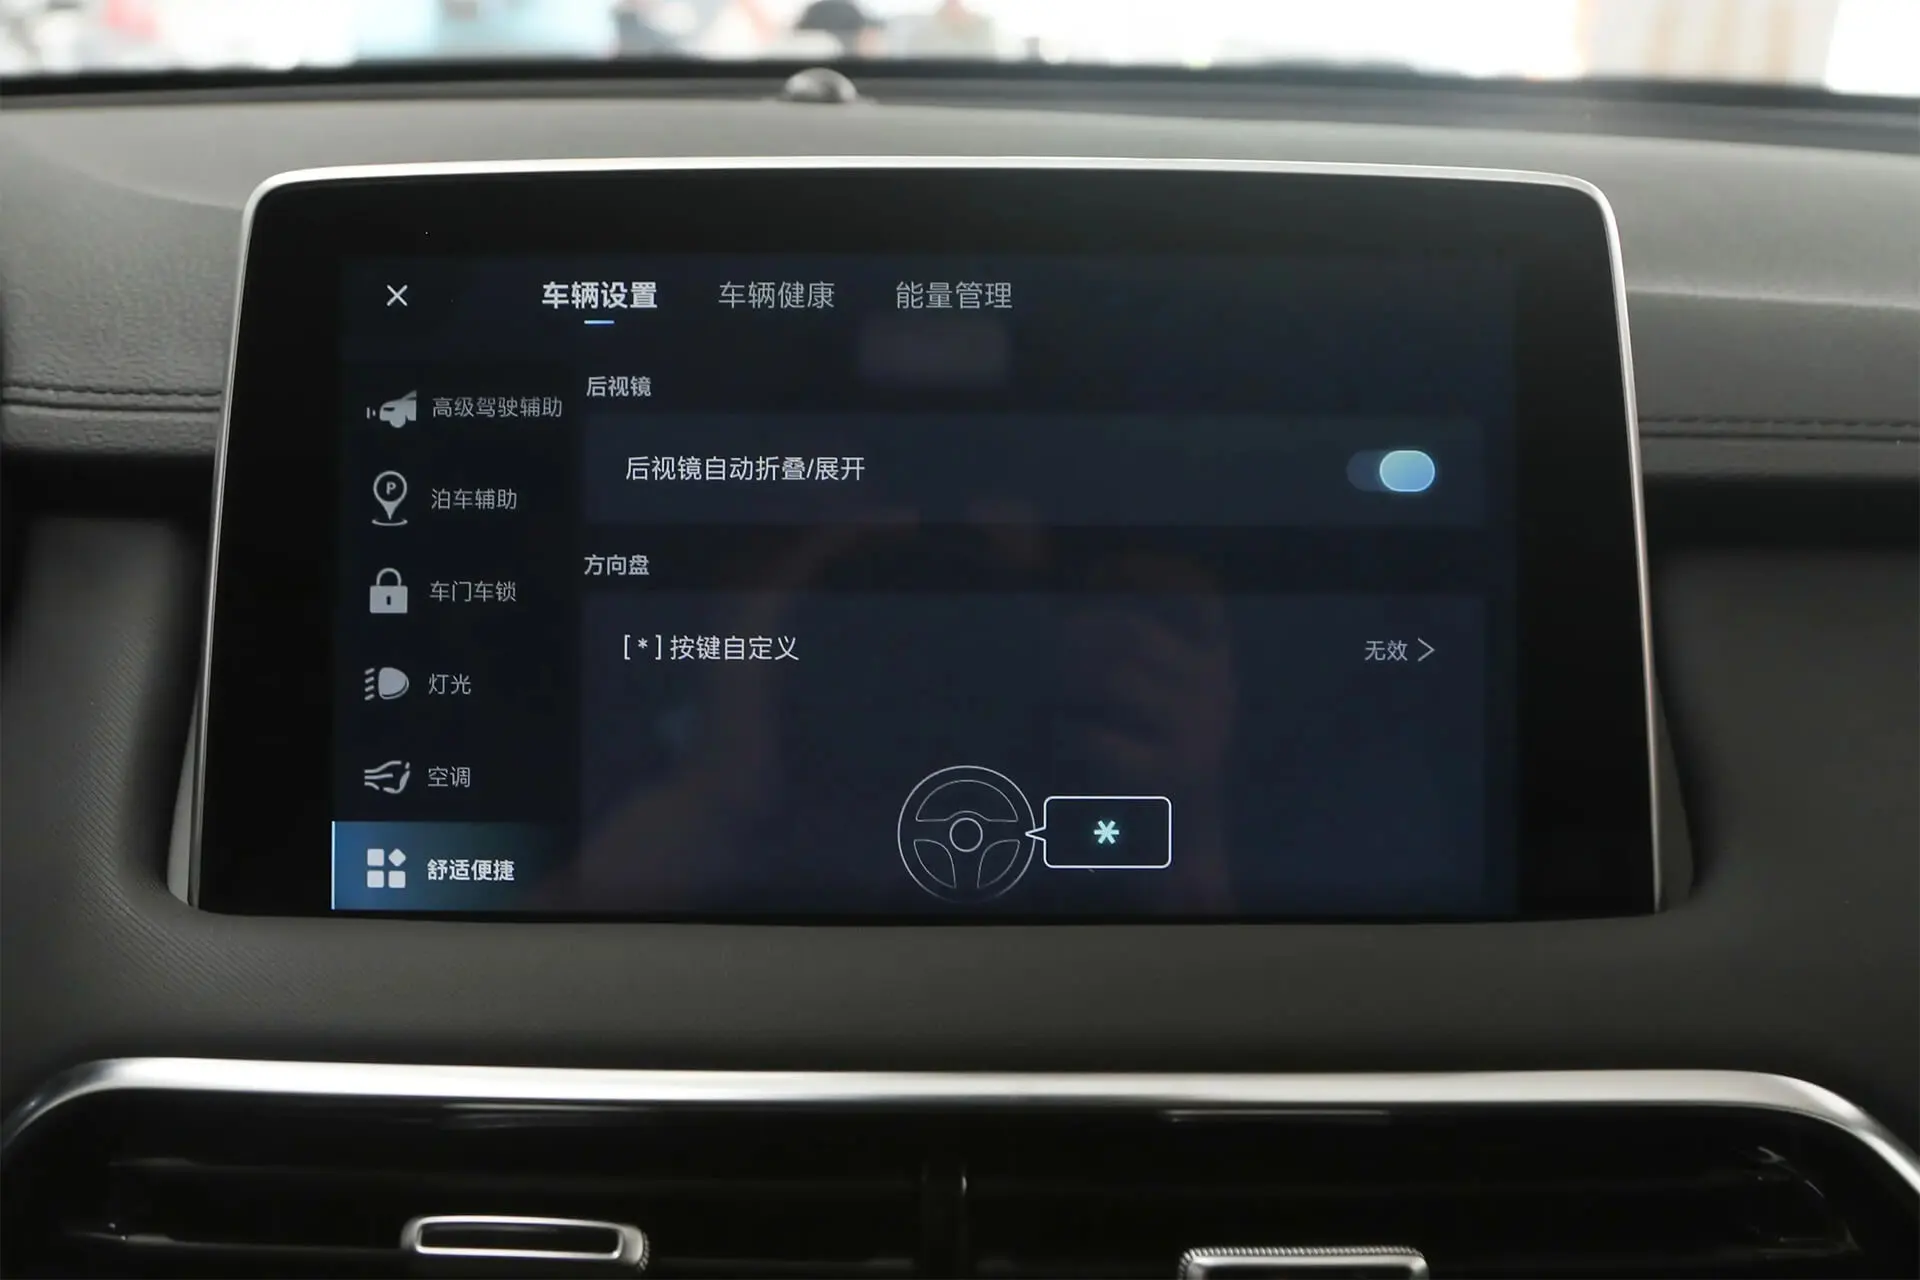 车辆设置 车辆健康 能量管理
高级驾驶辅助
泊车辅助
车门车锁
灯光
空调
舒适便捷
后视镜
后视镜自动折叠/展开
方向盘
[*]按键自定义 无效 >
*